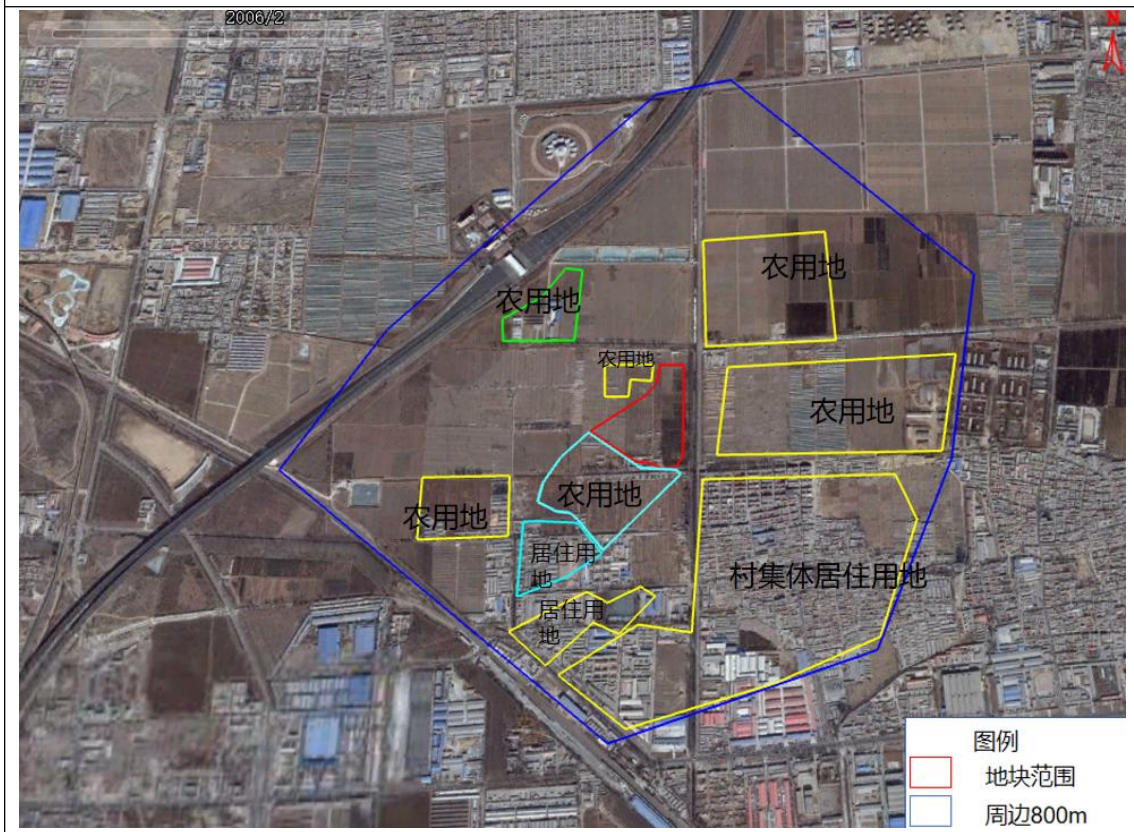 2006/2
N
农用地
农用地
农用地
农用地
农用地
农用地
居住用
地
村集体居住用地
居住用
地
图例
地块范围
周边800m